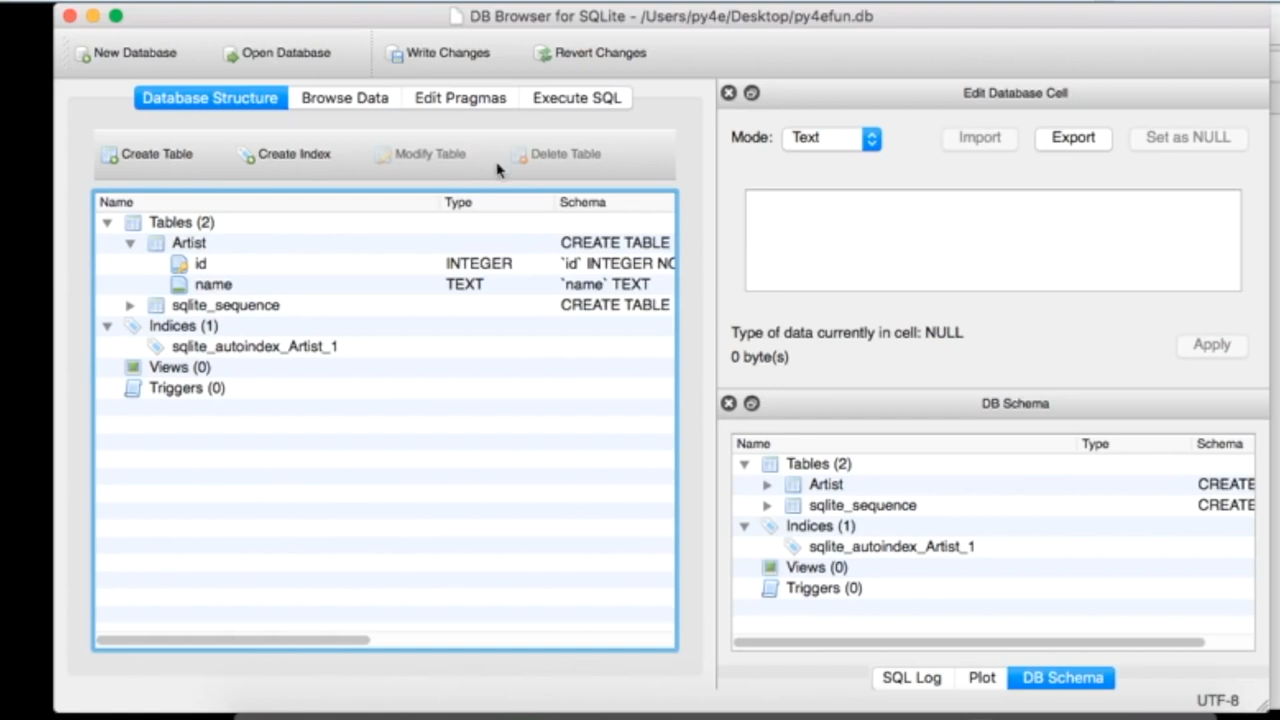 DB Browser for SQLite - /Users/py4e/Desktop/py4efun.db
New Database Open Database Write Changes Revert Changes
Database Structure Browse Data Edit Pragmas Execute SQL
Create Table Create Index Modify Table Delete Table
Name Type Schema
Tables (2)
Artist CREATE TABLE
id INTEGER `id` INTEGER NO
name TEXT `name` TEXT
sqlite_sequence CREATE TABLE
Indices (1)
sqlite_autoindex_Artist_1
Views (0)
Triggers (0)
Edit Database Cell
Mode: Text Import Export Set as NULL
Type of data currently in cell: NULL
0 byte(s)
Apply
DB Schema
Name Type Schema
Tables (2)
Artist CREATE
sqlite_sequence CREATE
Indices (1)
sqlite_autoindex_Artist_1
Views (0)
Triggers (0)
SQL Log Plot DB Schema
UTF-8